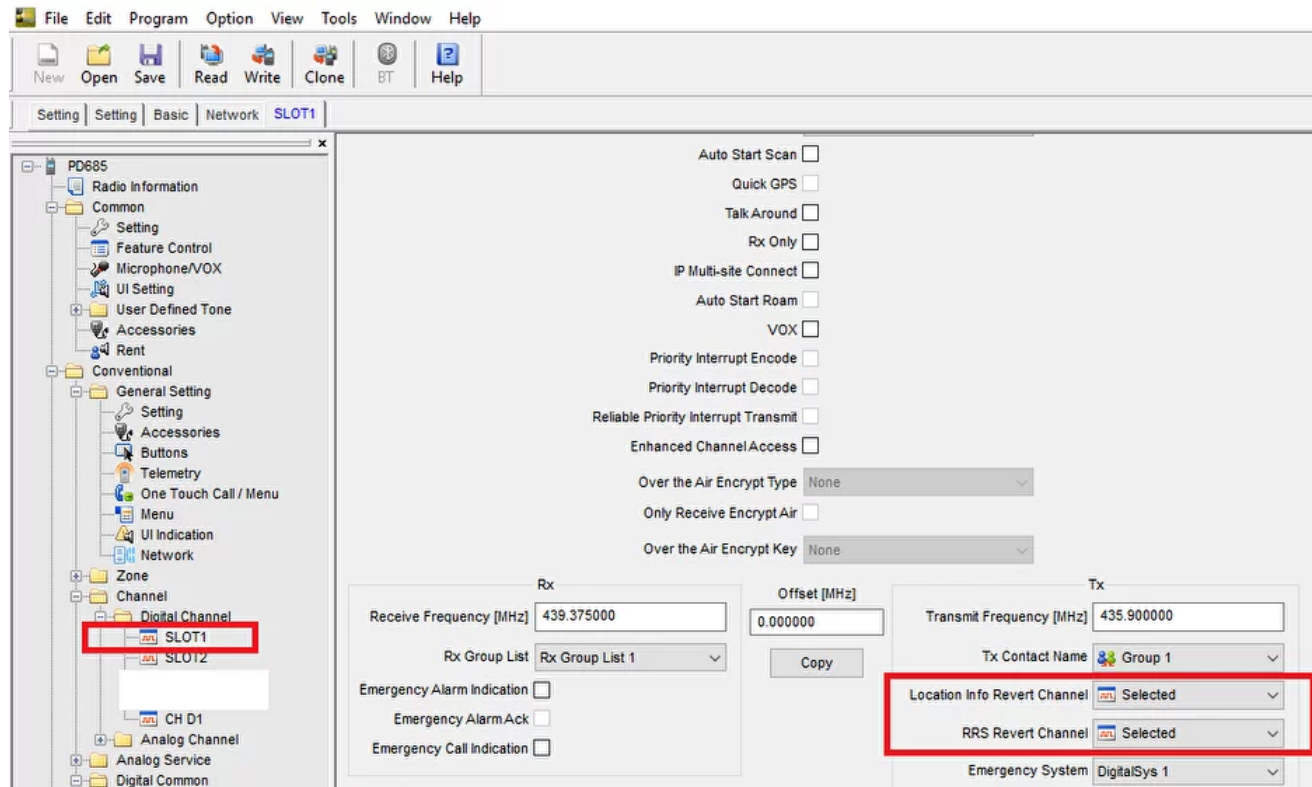 File Edit Program Option View Tools Window Help
New Open Save Read Write Clone BT Help
Setting Setting Basic Network SLOT1
PD685
Radio Information
Common
Setting
Feature Control
Microphone/VOX
UI Setting
User Defined Tone
Accessories
Rent
Conventional
General Setting
Setting
Accessories
Buttons
Telemetry
One Touch Call / Menu
Menu
UI Indication
Network
Zone
Channel
Digital Channel
SLOT1
SLOT2
CH D1
Analog Channel
Analog Service
Digital Common
Auto Start Scan
Quick GPS
Talk Around
Rx Only
IP Multi-site Connect
Auto Start Roam
VOX
Priority Interrupt Encode
Priority Interrupt Decode
Reliable Priority Interrupt Transmit
Enhanced Channel Access
Over the Air Encrypt Type None
Only Receive Encrypt Air
Over the Air Encrypt Key None
Rx
Receive Frequency [MHz] 439.375000
Rx Group List Rx Group List 1
Emergency Alarm Indication
Emergency Alarm Ack
Emergency Call Indication
Offset [MHz]
0.000000
Copy
Tx
Transmit Frequency [MHz] 435.900000
Tx Contact Name Group 1
Location Info Revert Channel Selected
RRS Revert Channel Selected
Emergency System DigitalSys 1